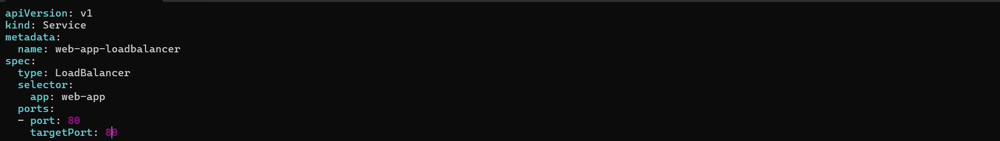 apiVersion: v1
kind: Service
metadata:
  name: web-app-loadbalancer
spec:
  type: LoadBalancer
  selector:
    app: web-app
  ports:
  - port: 80
    targetPort: 80